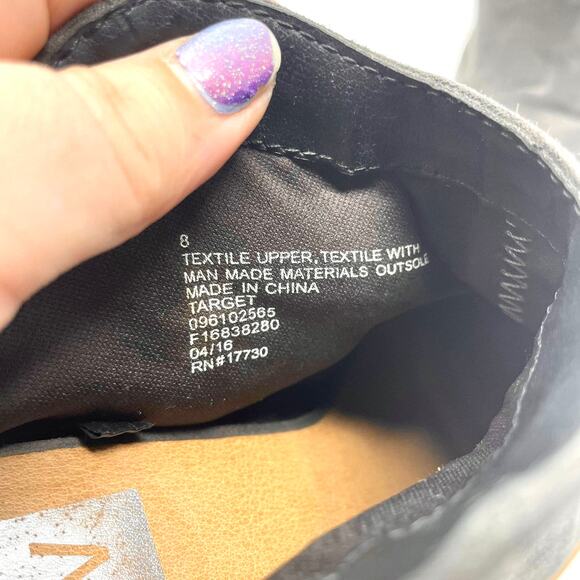 8
TEXTILE UPPER, TEXTILE WITH
MAN MADE MATERIALS OUTSOLE
MADE IN CHINA
TARGET
096102565
F16838280
04/16
RN#17730